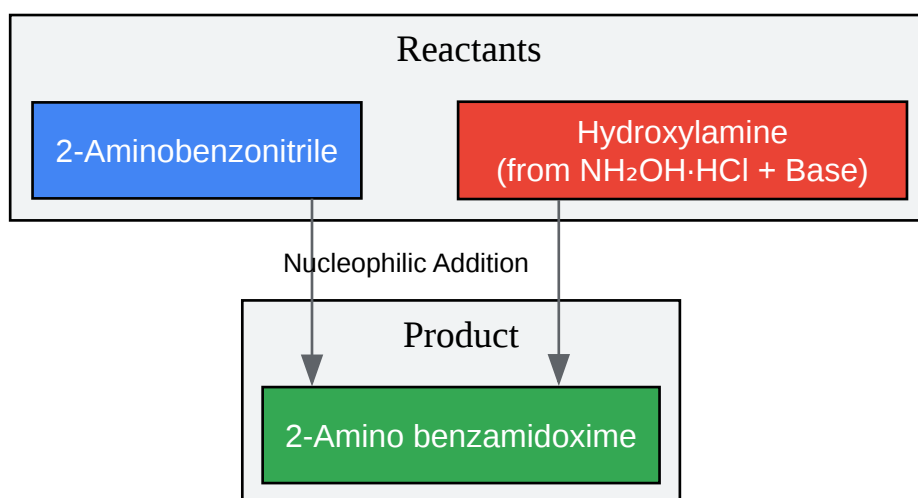 Reactants
2-Aminobenzonitrile
Hydroxylamine
(from NH₂OH·HCl + Base)
Nucleophilic Addition
Product
2-Amino benzamidoxime